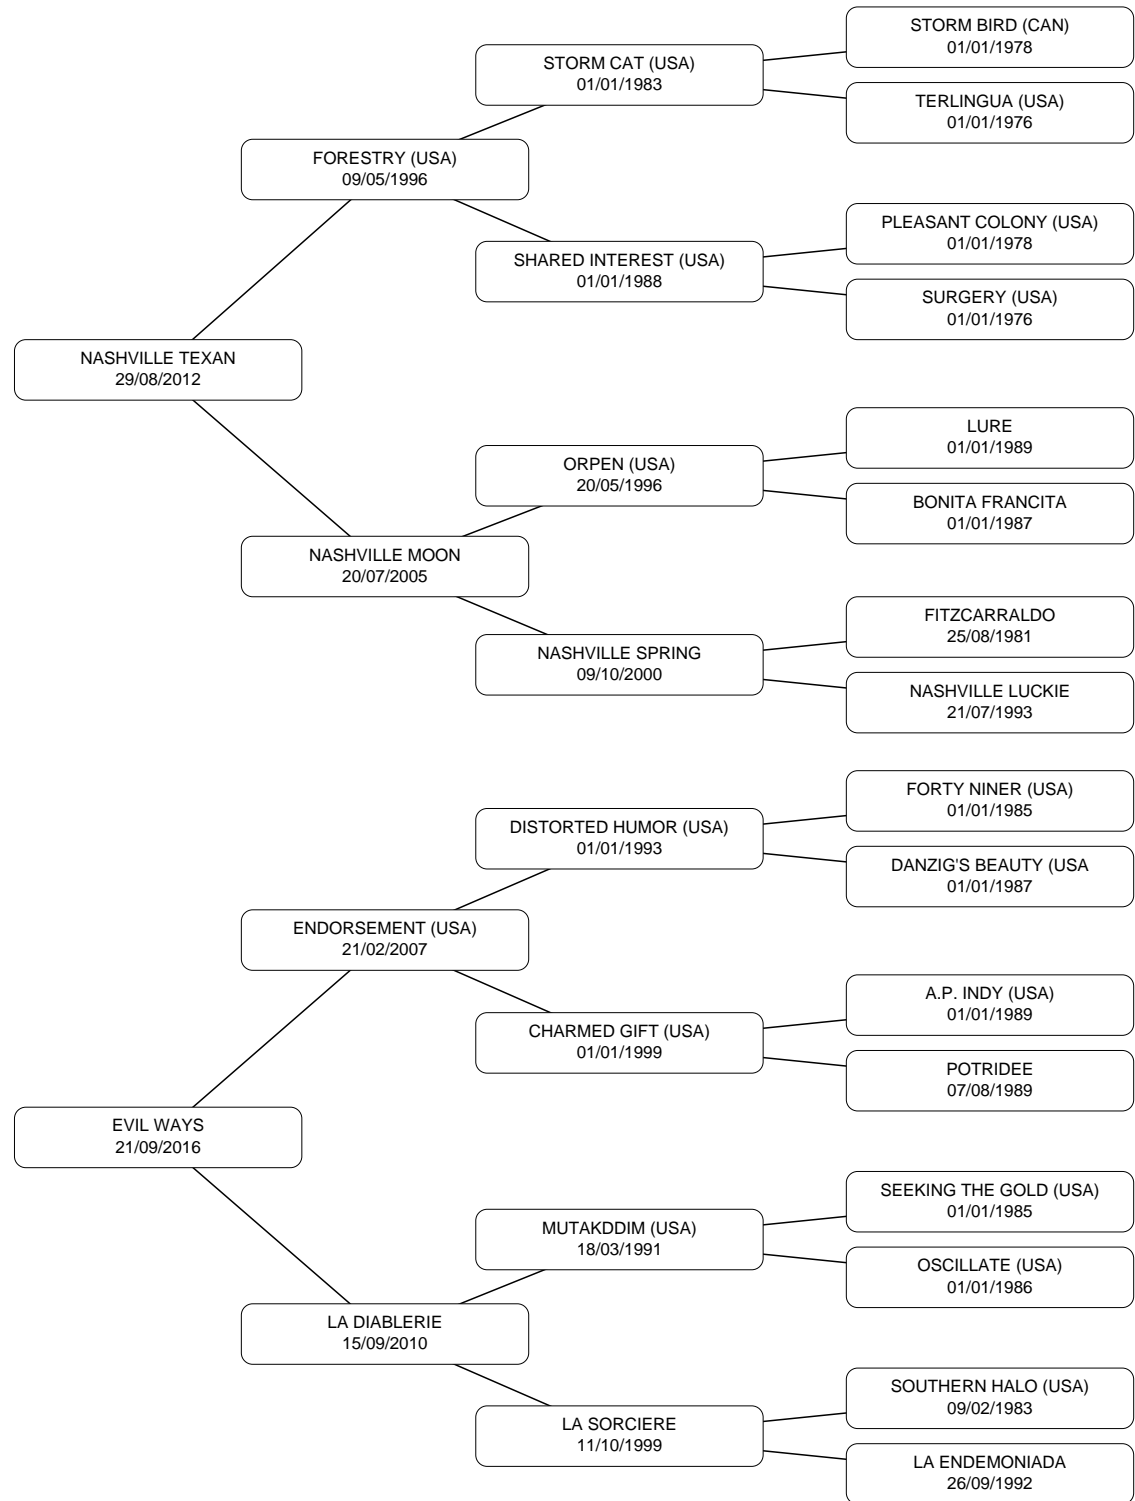 STORM BIRD (CAN)
01/01/1978
STORM CAT (USA)
01/01/1983
TERLINGUA (USA)
01/01/1976
FORESTRY (USA)
09/05/1996
PLEASANT COLONY (USA)
01/01/1978
SHARED INTEREST (USA)
01/01/1988
SURGERY (USA)
01/01/1976
NASHVILLE TEXAN
29/08/2012
LURE
01/01/1989
ORPEN (USA)
20/05/1996
BONITA FRANCITA
01/01/1987
NASHVILLE MOON
20/07/2005
FITZCARRALDO
25/08/1981
NASHVILLE SPRING
09/10/2000
NASHVILLE LUCKIE
21/07/1993
FORTY NINER (USA)
01/01/1985
DISTORTED HUMOR (USA)
01/01/1993
DANZIG'S BEAUTY (USA
01/01/1987
ENDORSEMENT (USA)
21/02/2007
A.P. INDY (USA)
01/01/1989
CHARMED GIFT (USA)
01/01/1999
POTRIDEE
07/08/1989
EVIL WAYS
21/09/2016
SEEKING THE GOLD (USA)
01/01/1985
MUTAKDDIM (USA)
18/03/1991
OSCILLATE (USA)
01/01/1986
LA DIABLERIE
15/09/2010
SOUTHERN HALO (USA)
09/02/1983
LA SORCIERE
11/10/1999
LA ENDEMONIADA
26/09/1992